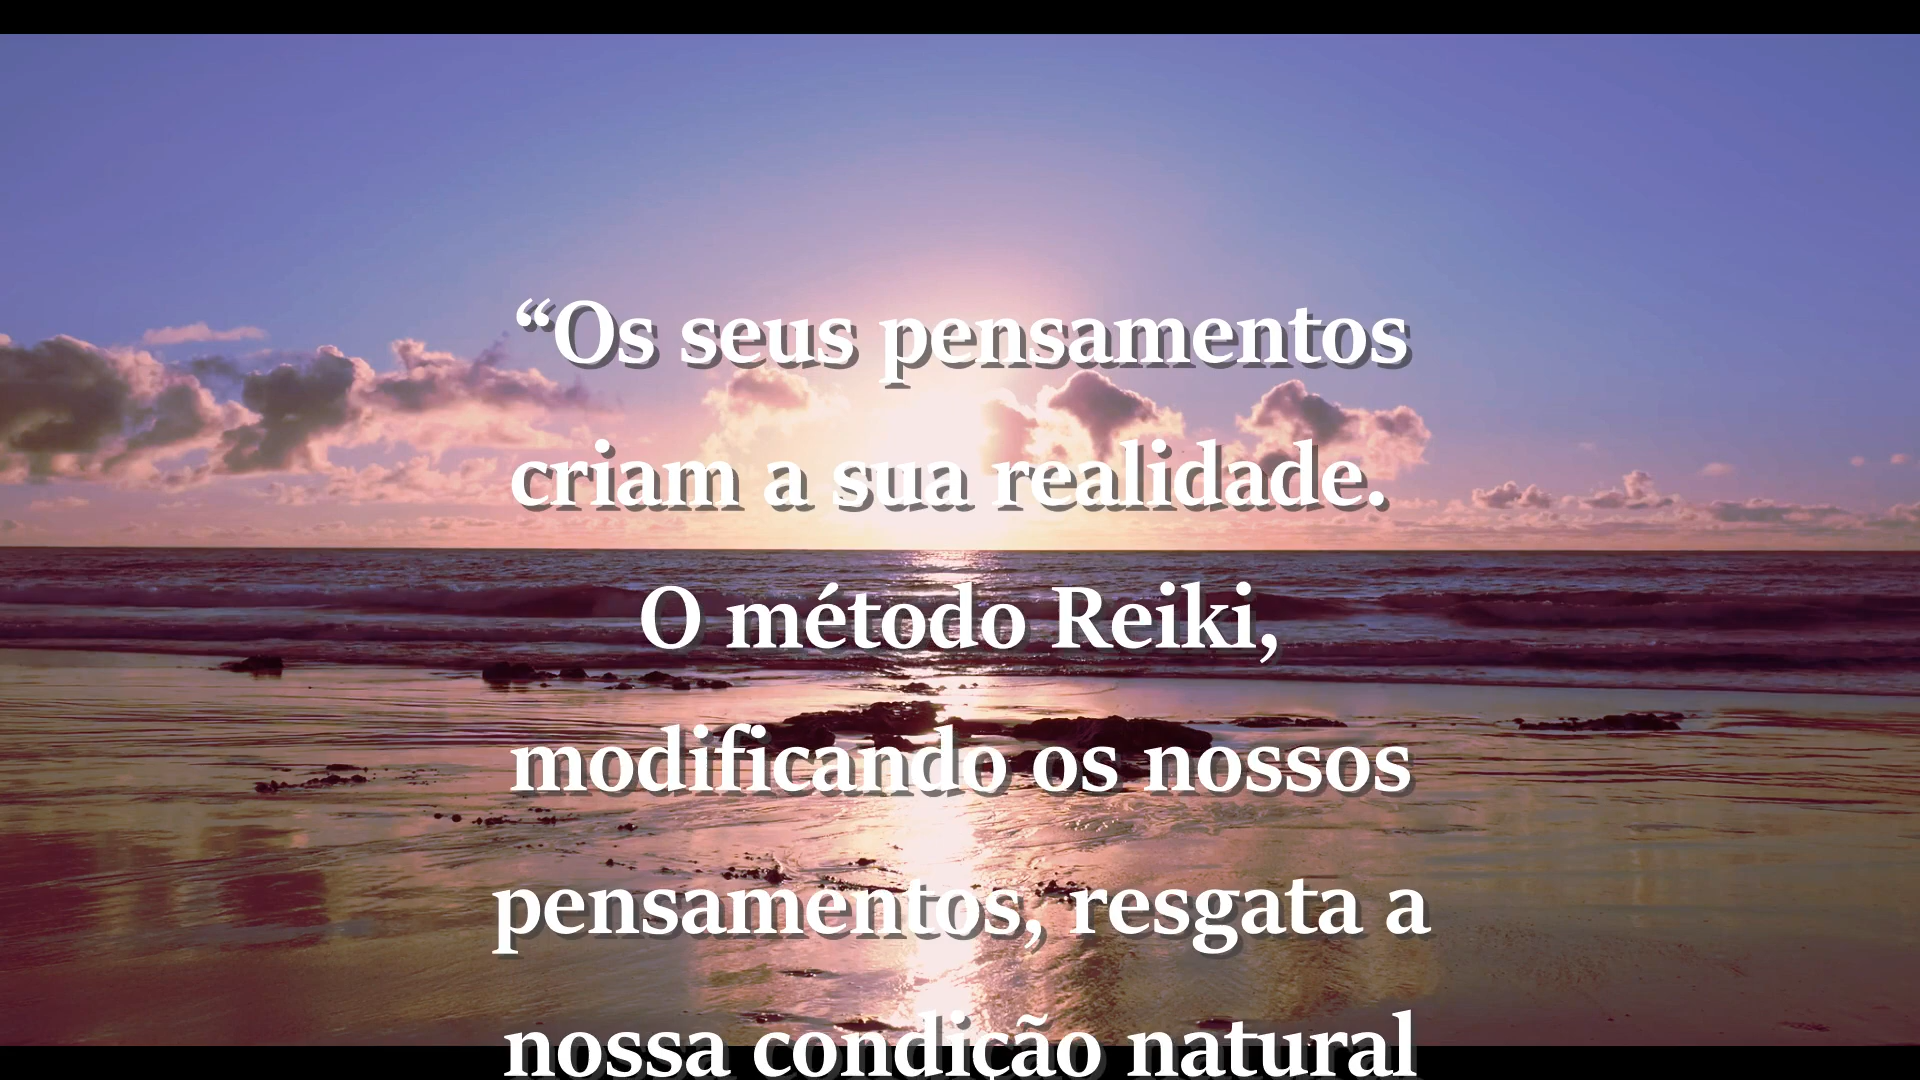 “Os seus pensamentos
criam a sua realidade.
O método Reiki,
modificando os nossos
pensamentos, resgata a
nossa condição natural